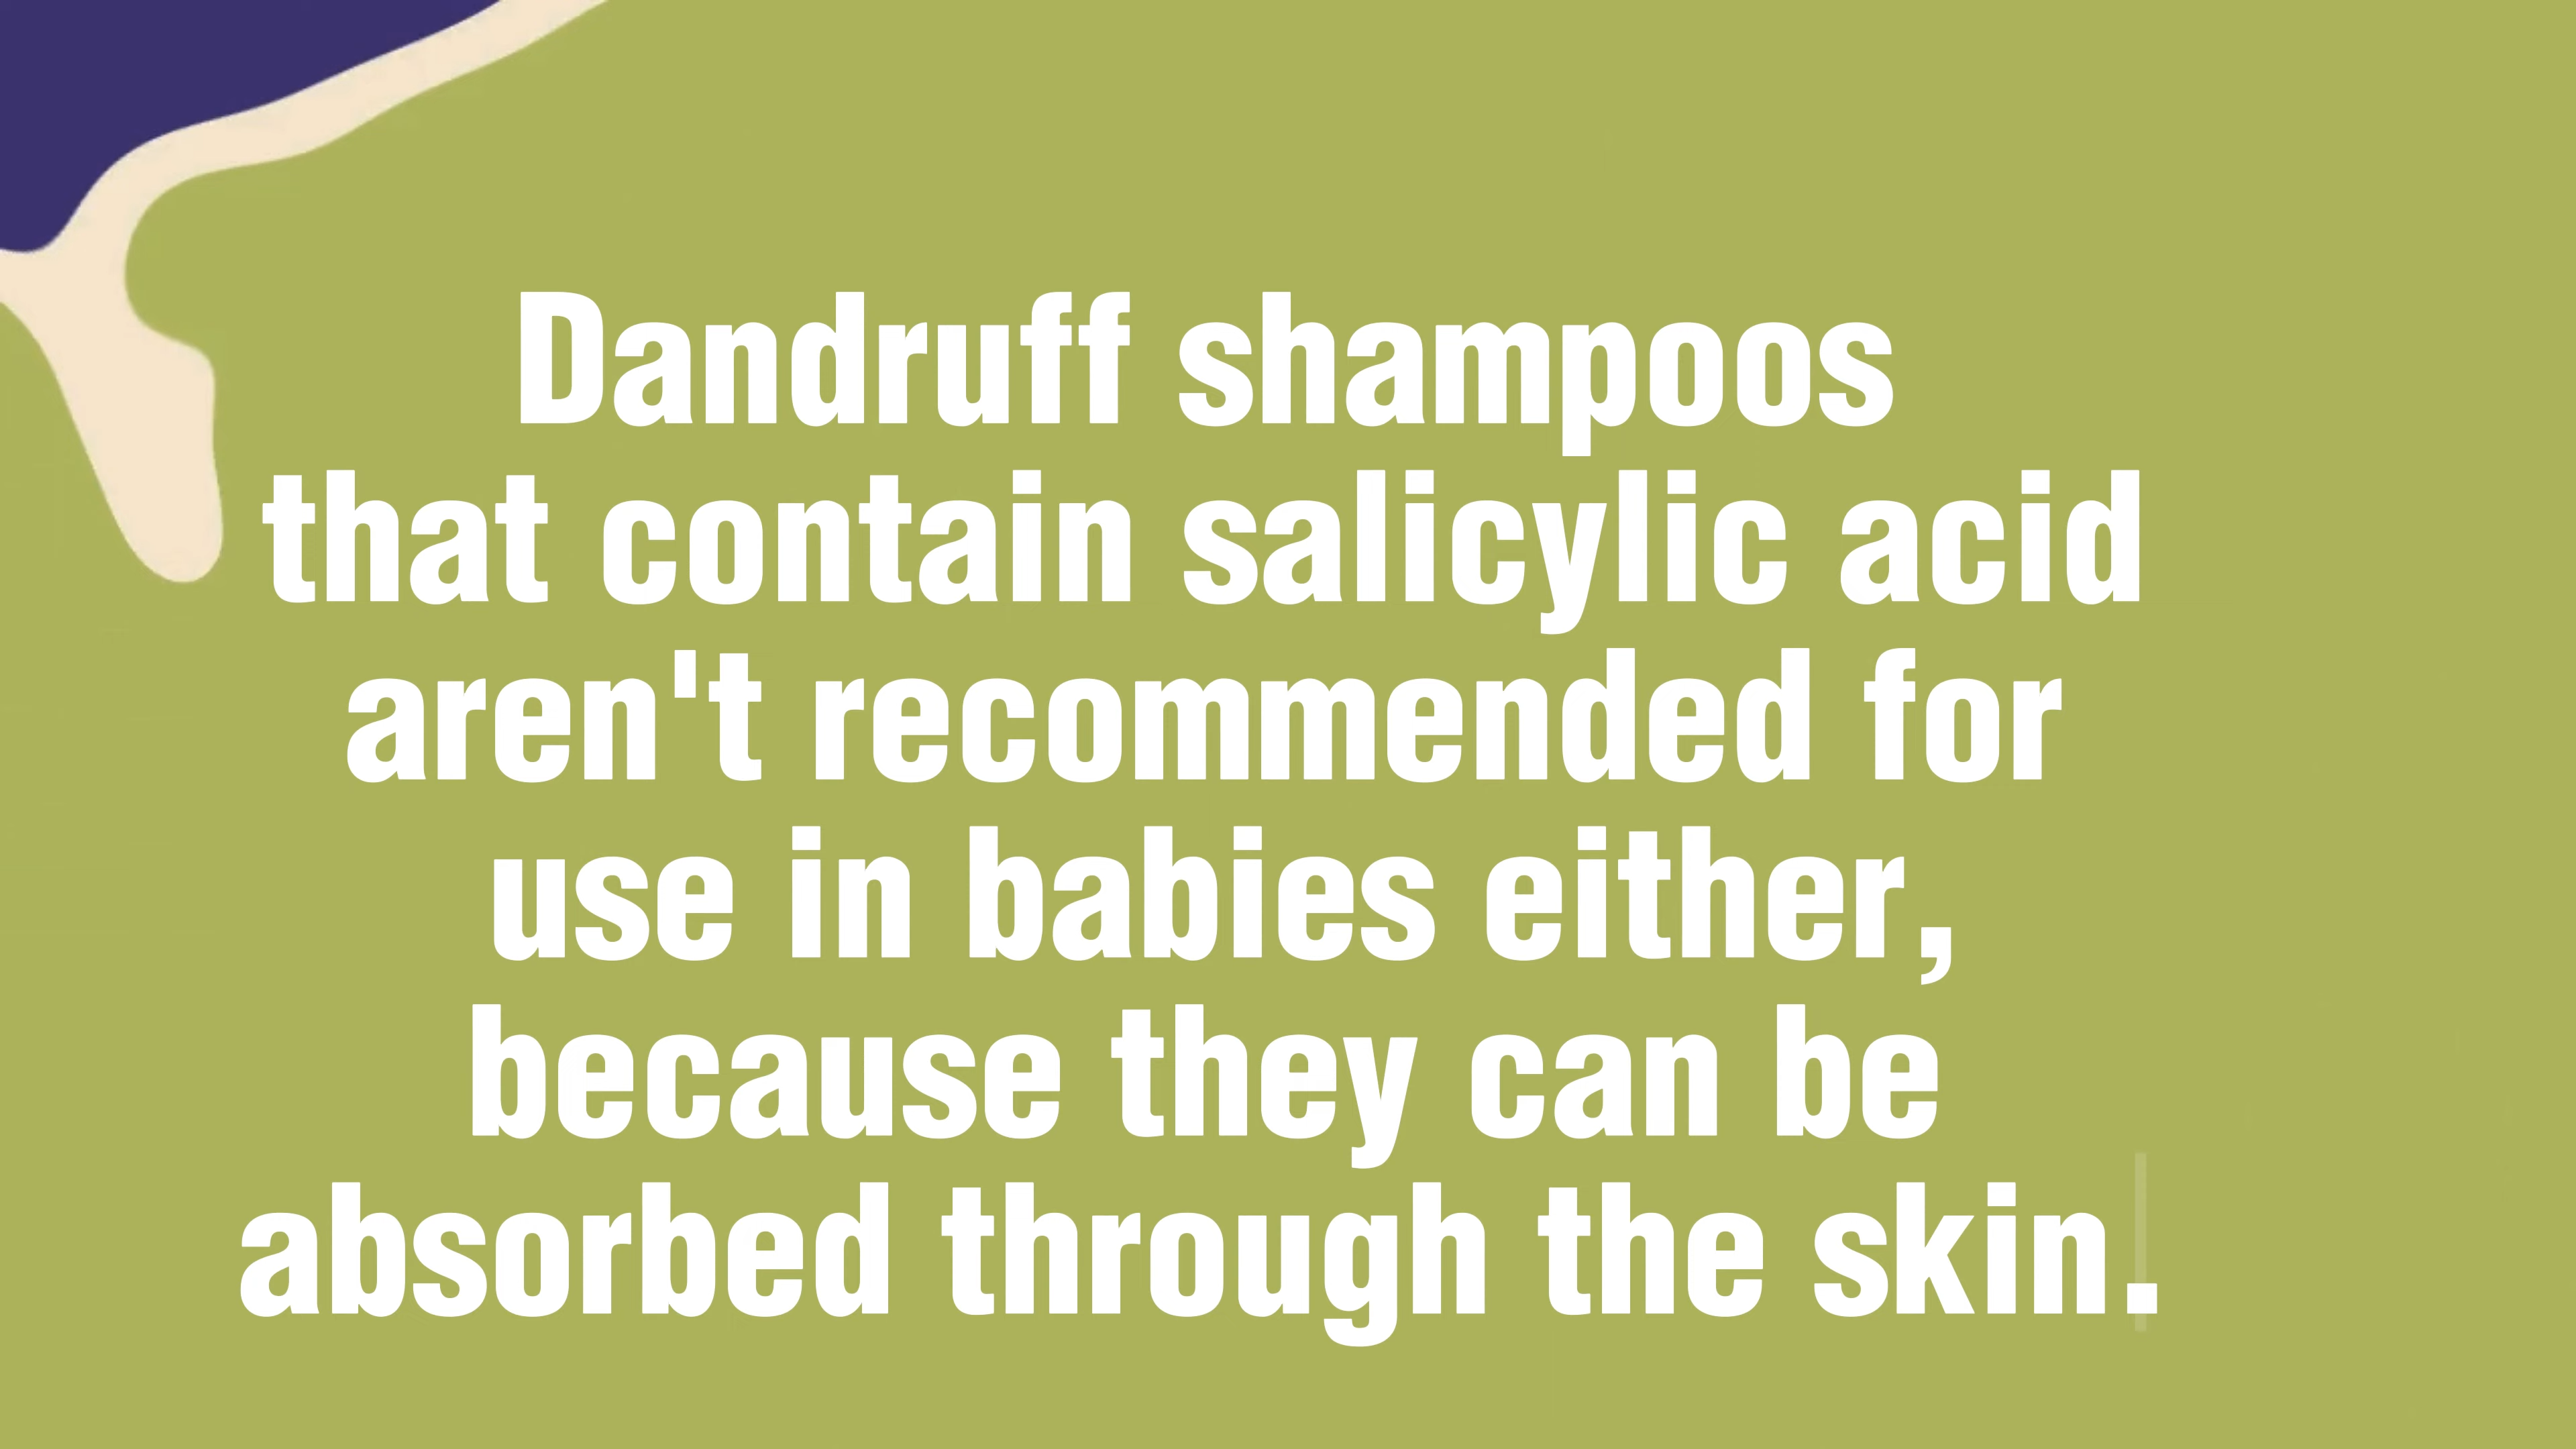 Dandruff shampoos
that contain salicylic acid
aren't recommended for
use in babies either,
because they can be
absorbed through the skin.